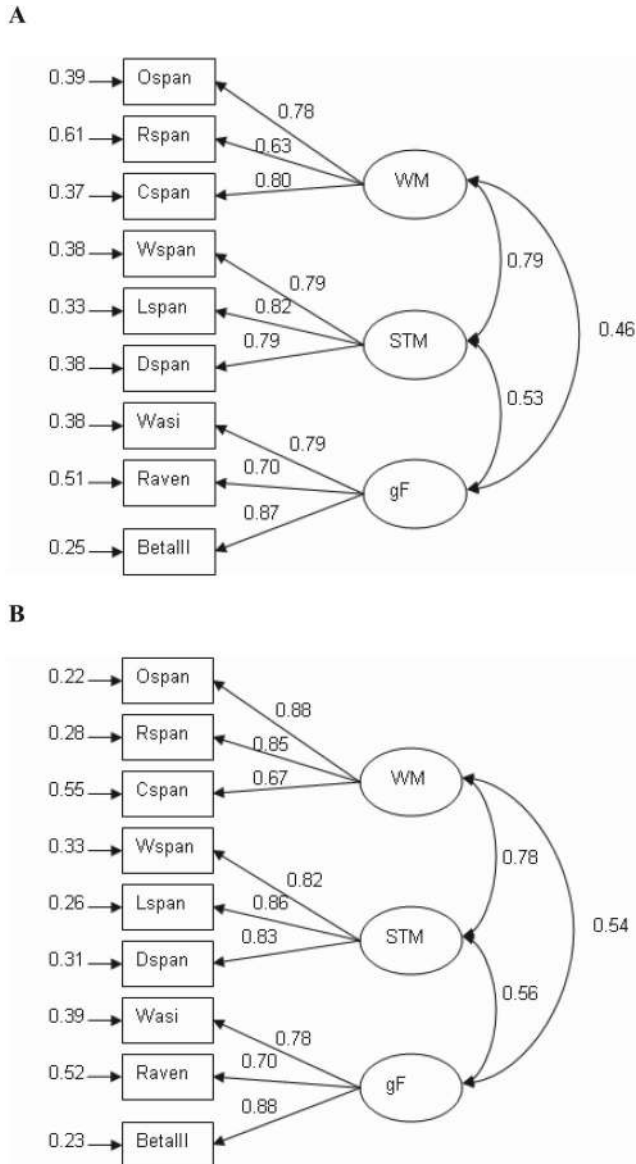 A
0.39 Ospan
0.78
0.61 Rspan
0.63
WM
0.37 Cspan
0.80
0.38 Wspan
0.79
0.79
0.33 Lspan
0.82
STM
0.46
0.38 Dspan
0.79
0.53
0.38 Wasi
0.79
0.51 Raven
0.70
gF
0.87
0.25 BetaIII
B
0.22 Ospan
0.88
0.28 Rspan
0.85
WM
0.55 Cspan
0.67
0.33 Wspan
0.78
0.82
0.26 Lspan
0.86
STM
0.54
0.31 Dspan
0.83
0.56
0.39 Wasi
0.78
0.52 Raven
0.70
gF
0.88
0.23 BetaIII